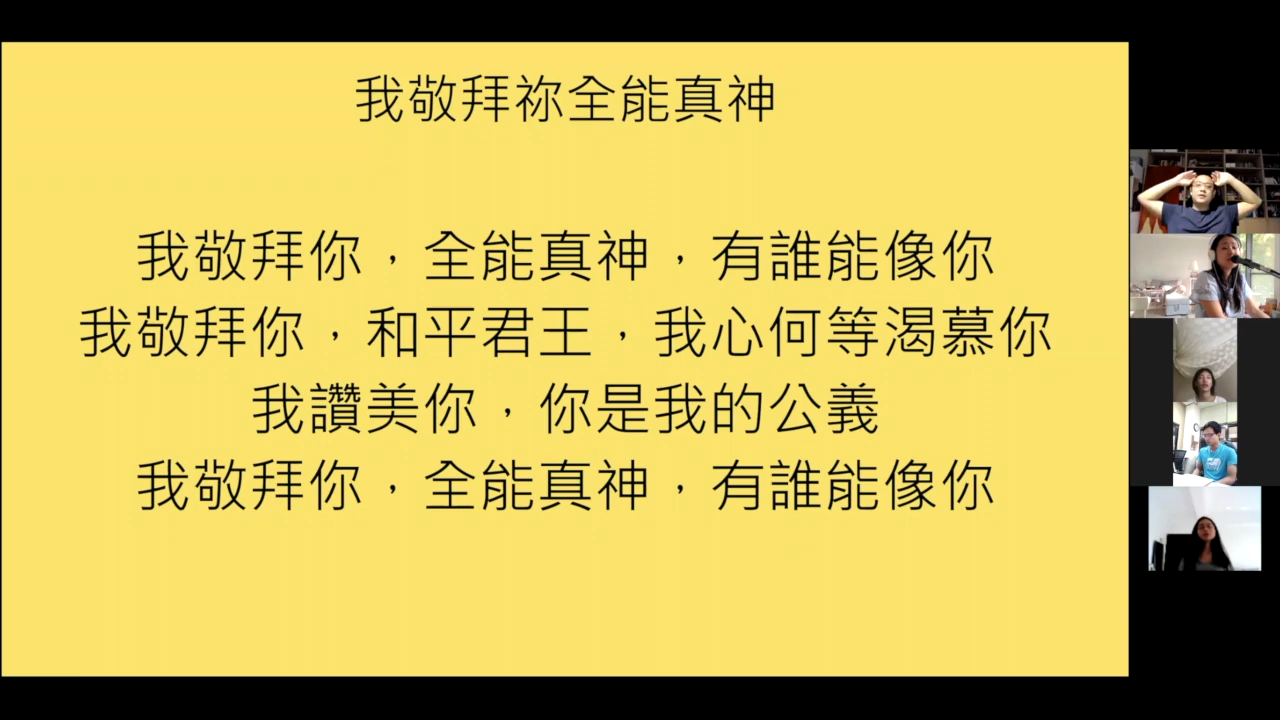 我敬拜祢全能真神
我敬拜你，全能真神，有誰能像你
我敬拜你，和平君王，我心何等渴慕你
我讚美你，你是我的公義
我敬拜你，全能真神，有誰能像你